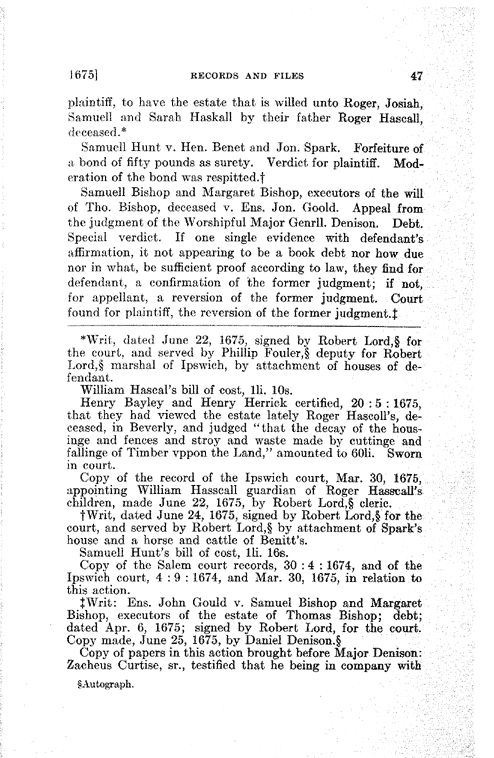 1675] RECORDS AND FILES 47
plaintiff, to have the estate that is willed unto Roger, Josiah,
Samuell and Sarah Haskall by their father Roger Hascall,
deceased.*
Samuell Hunt v. Hen. Benet and Jon. Spark. Forfeiture of
a bond of fifty pounds as surety. Verdict for plaintiff. Mod-
eration of the bond was respitted.†
Samuell Bishop and Margaret Bishop, executors of the will
of Tho. Bishop, deceased v. Ens. Jon. Goold. Appeal from
the judgment of the Worshipful Major Genrll. Denison. Debt.
Special verdict. If one single evidence with defendant's
affirmation, it not appearing to be a book debt nor how due
nor in what, be sufficient proof according to law, they find for
defendant, a confirmation of the former judgment; if not,
for appellant, a reversion of the former judgment. Court
found for plaintiff, the reversion of the former judgment.‡
*Writ, dated June 22, 1675, signed by Robert Lord,§ for
the court, and served by Phillip Fouler,§ deputy for Robert
Lord,§ marshal of Ipswich, by attachment of houses of de-
fendant.
William Hascal's bill of cost, 1li. 10s.
Henry Bayley and Henry Herrick certified, 20 : 5 : 1675,
that they had viewed the estate lately Roger Hascoll's, de-
ceased, in Beverly, and judged "that the decay of the hous-
inge and fences and stroy and waste made by cuttinge and
fallinge of Timber vppon the Land," amounted to 60li. Sworn
in court.
Copy of the record of the Ipswich court, Mar. 30, 1675,
appointing William Hasscall guardian of Roger Hasscall's
children, made June 22, 1675, by Robert Lord,§ cleric.
†Writ, dated June 24, 1675, signed by Robert Lord,§ for the
court, and served by Robert Lord,§ by attachment of Spark's
house and a horse and cattle of Benitt's.
Samuell Hunt's bill of cost, 1li. 16s.
Copy of the Salem court records, 30 : 4 : 1674, and of the
Ipswich court, 4 : 9 : 1674, and Mar. 30, 1675, in relation to
this action.
‡Writ: Ens. John Gould v. Samuel Bishop and Margaret
Bishop, executors of the estate of Thomas Bishop; debt;
dated Apr. 6, 1675; signed by Robert Lord, for the court.
Copy made, June 25, 1675, by Daniel Denison.§
Copy of papers in this action brought before Major Denison:
Zacheus Curtise, sr., testified that he being in company with
§Autograph.